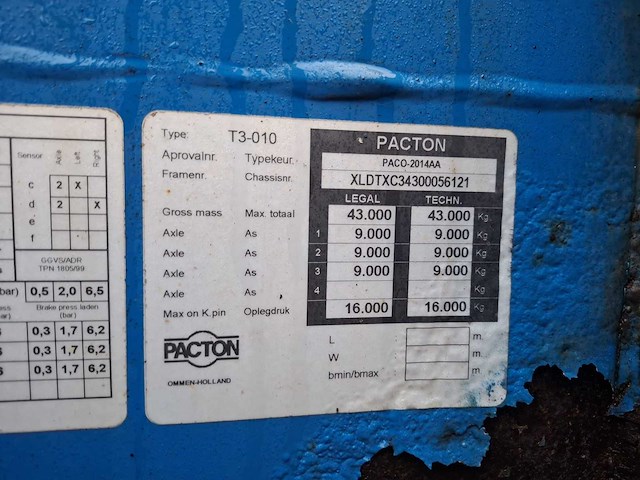 Sensor Axle Left Right
c 2 X
d 2 X
e
f
GGVS/ADR
TPN 1805/99
bar) 0,5 2,0 6,5
(Brake press.laden)
(bar)
0,3 1,7 6,2
0,3 1,7 6,2
0,3 1,7 6,2
Type: T3-010
Aprovalnr. Typekeur.
Framenr. Chassisnr.
PACTON
PACO-2014AA
XLDTXC34300056121
LEGAL TECHN.
Gross mass Max. totaal 43.000 43.000 Kg
Axle As 1 9.000 9.000 Kg
Axle As 2 9.000 9.000 Kg
Axle As 3 9.000 9.000 Kg
Axle As 4 Kg
Max on K.pin Oplegdruk 16.000 16.000 Kg
PACTON
OMMEN-HOLLAND
L m.
W m.
bmin/bmax m.